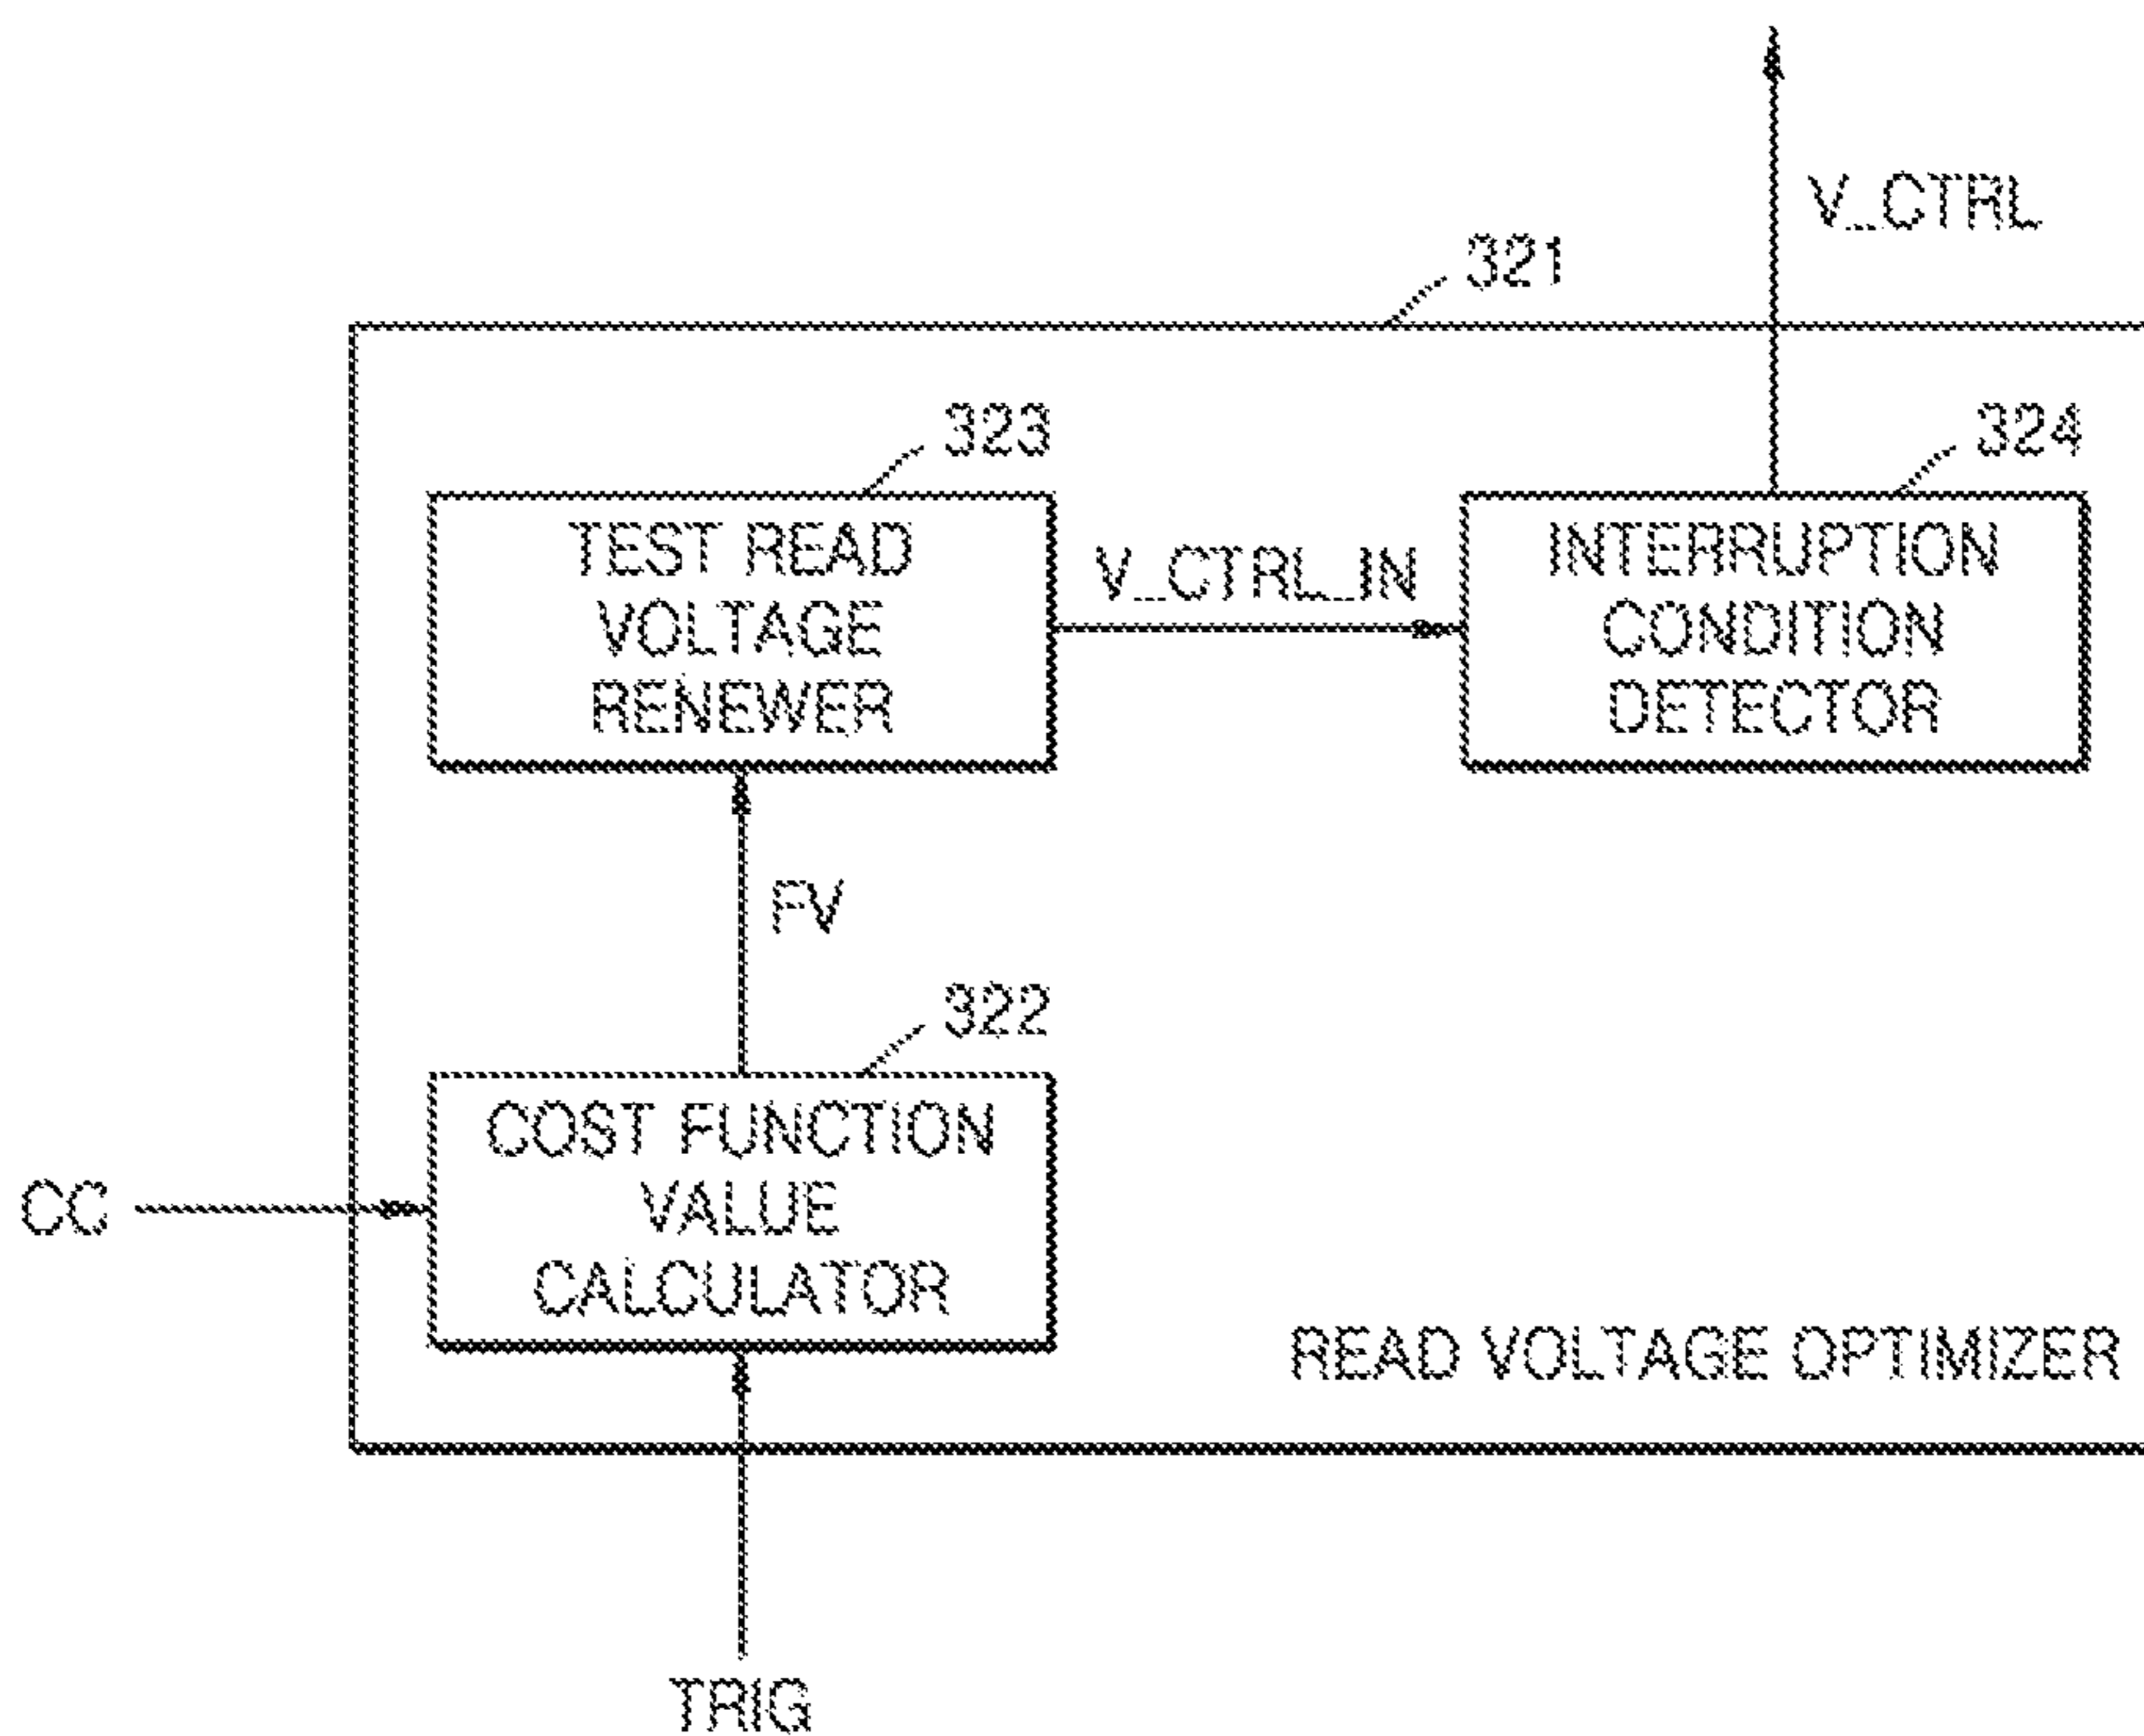 V_CTRL
321
323
324
TEST READ
VOLTAGE
RENEWER
V_CTRL_IN
INTERRUPTION
CONDITION
DETECTOR
FV
322
COST FUNCTION
VALUE
CALCULATOR
CC
READ VOLTAGE OPTIMIZER
TRIG